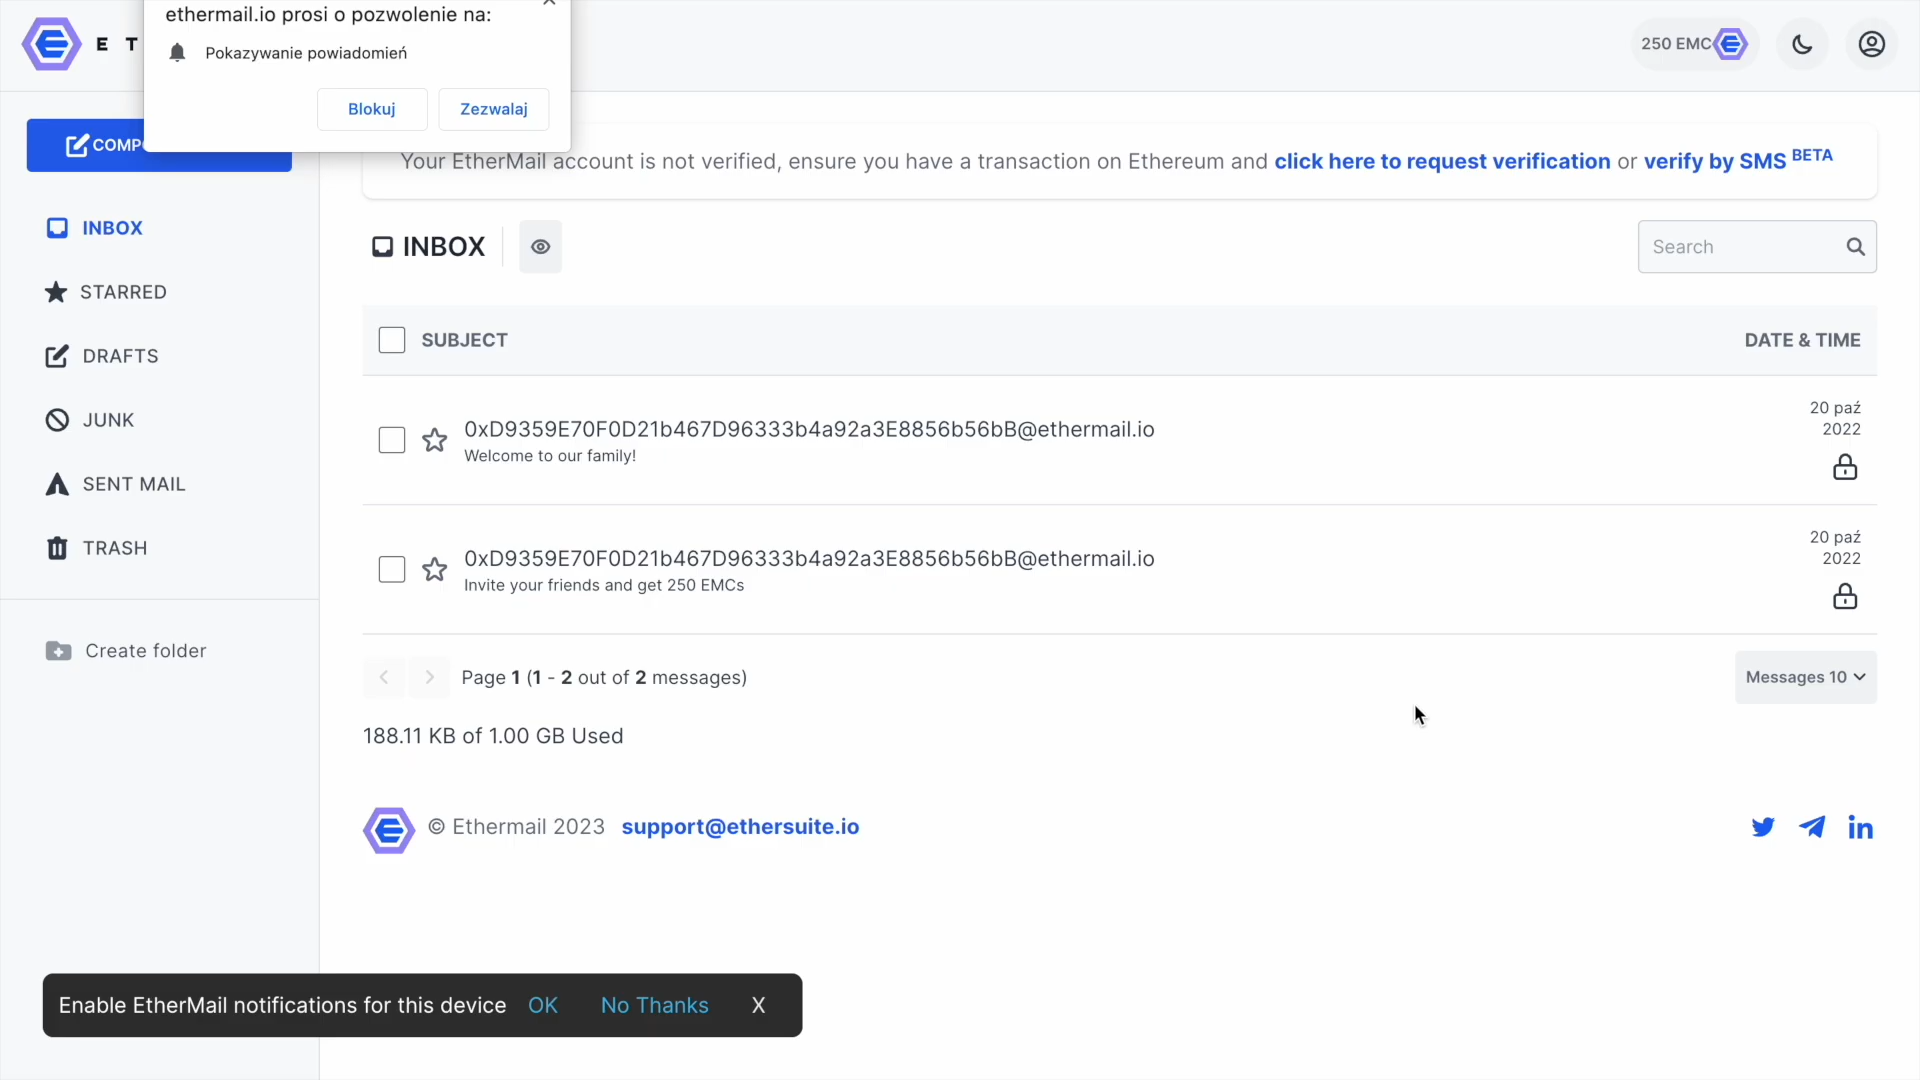 ethermail.io prosi o pozwolenie na:
Pokazywanie powiadomień
Blokuj
Zezwalaj
E T
250 EMC
COMP
Your EtherMail account is not verified, ensure you have a transaction on Ethereum and click here to request verification or verify by SMS BETA
INBOX
STARRED
DRAFTS
JUNK
SENT MAIL
TRASH
Create folder
INBOX
Search
SUBJECT
DATE & TIME
0xD9359E70F0D21b467D96333b4a92a3E8856b56bB@ethermail.io
Welcome to our family!
20 paź
2022
0xD9359E70F0D21b467D96333b4a92a3E8856b56bB@ethermail.io
Invite your friends and get 250 EMCs
20 paź
2022
Page 1 (1 - 2 out of 2 messages)
Messages 10
188.11 KB of 1.00 GB Used
© Ethermail 2023 support@ethersuite.io
Enable EtherMail notifications for this device OK No Thanks X